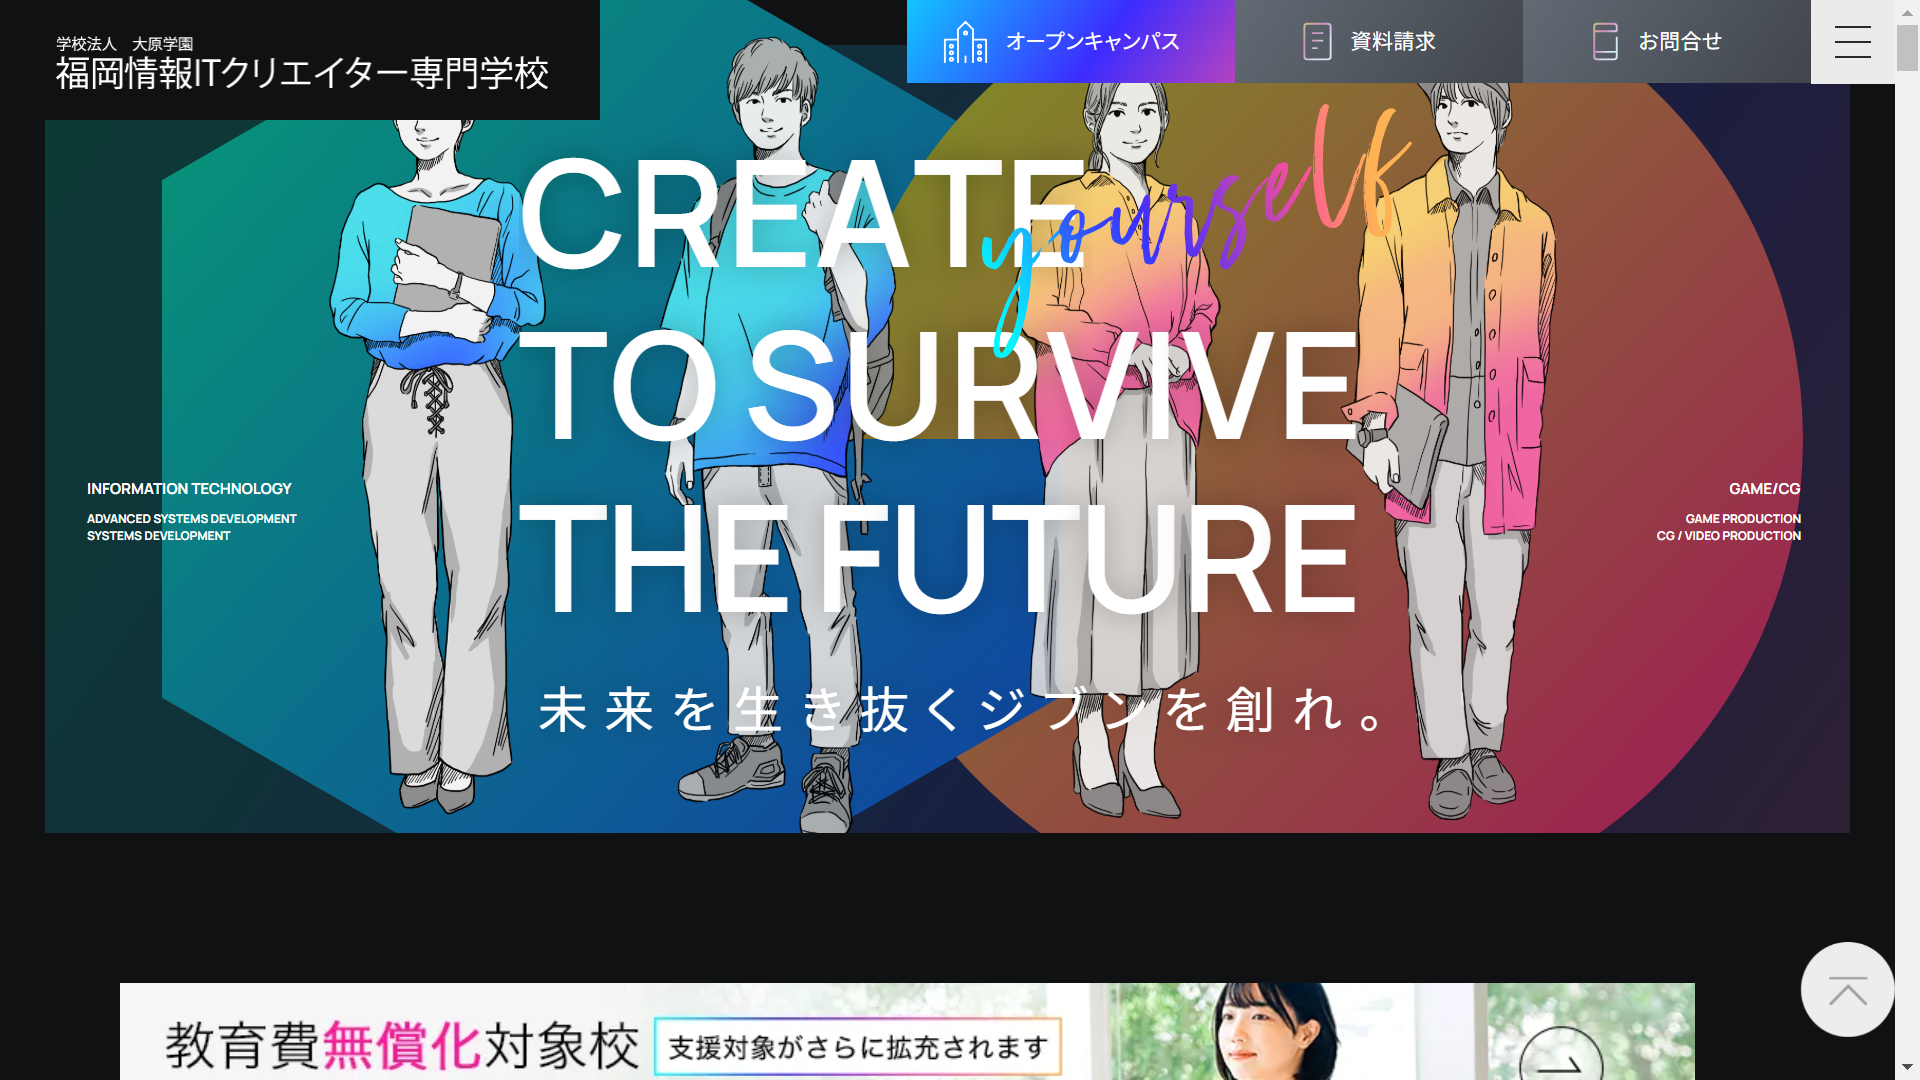 学校法人　大原学園
福岡情報ITクリエイター専門学校
オープンキャンパス
資料請求
お問合せ
CREATE
yourself
TO SURVIVE
THE FUTURE
未来を生き抜くジブンを創れ。
INFORMATION TECHNOLOGY
ADVANCED SYSTEMS DEVELOPMENT
SYSTEMS DEVELOPMENT
GAME/CG
GAME PRODUCTION
CG / VIDEO PRODUCTION
教育費無償化対象校
支援対象がさらに拡充されます